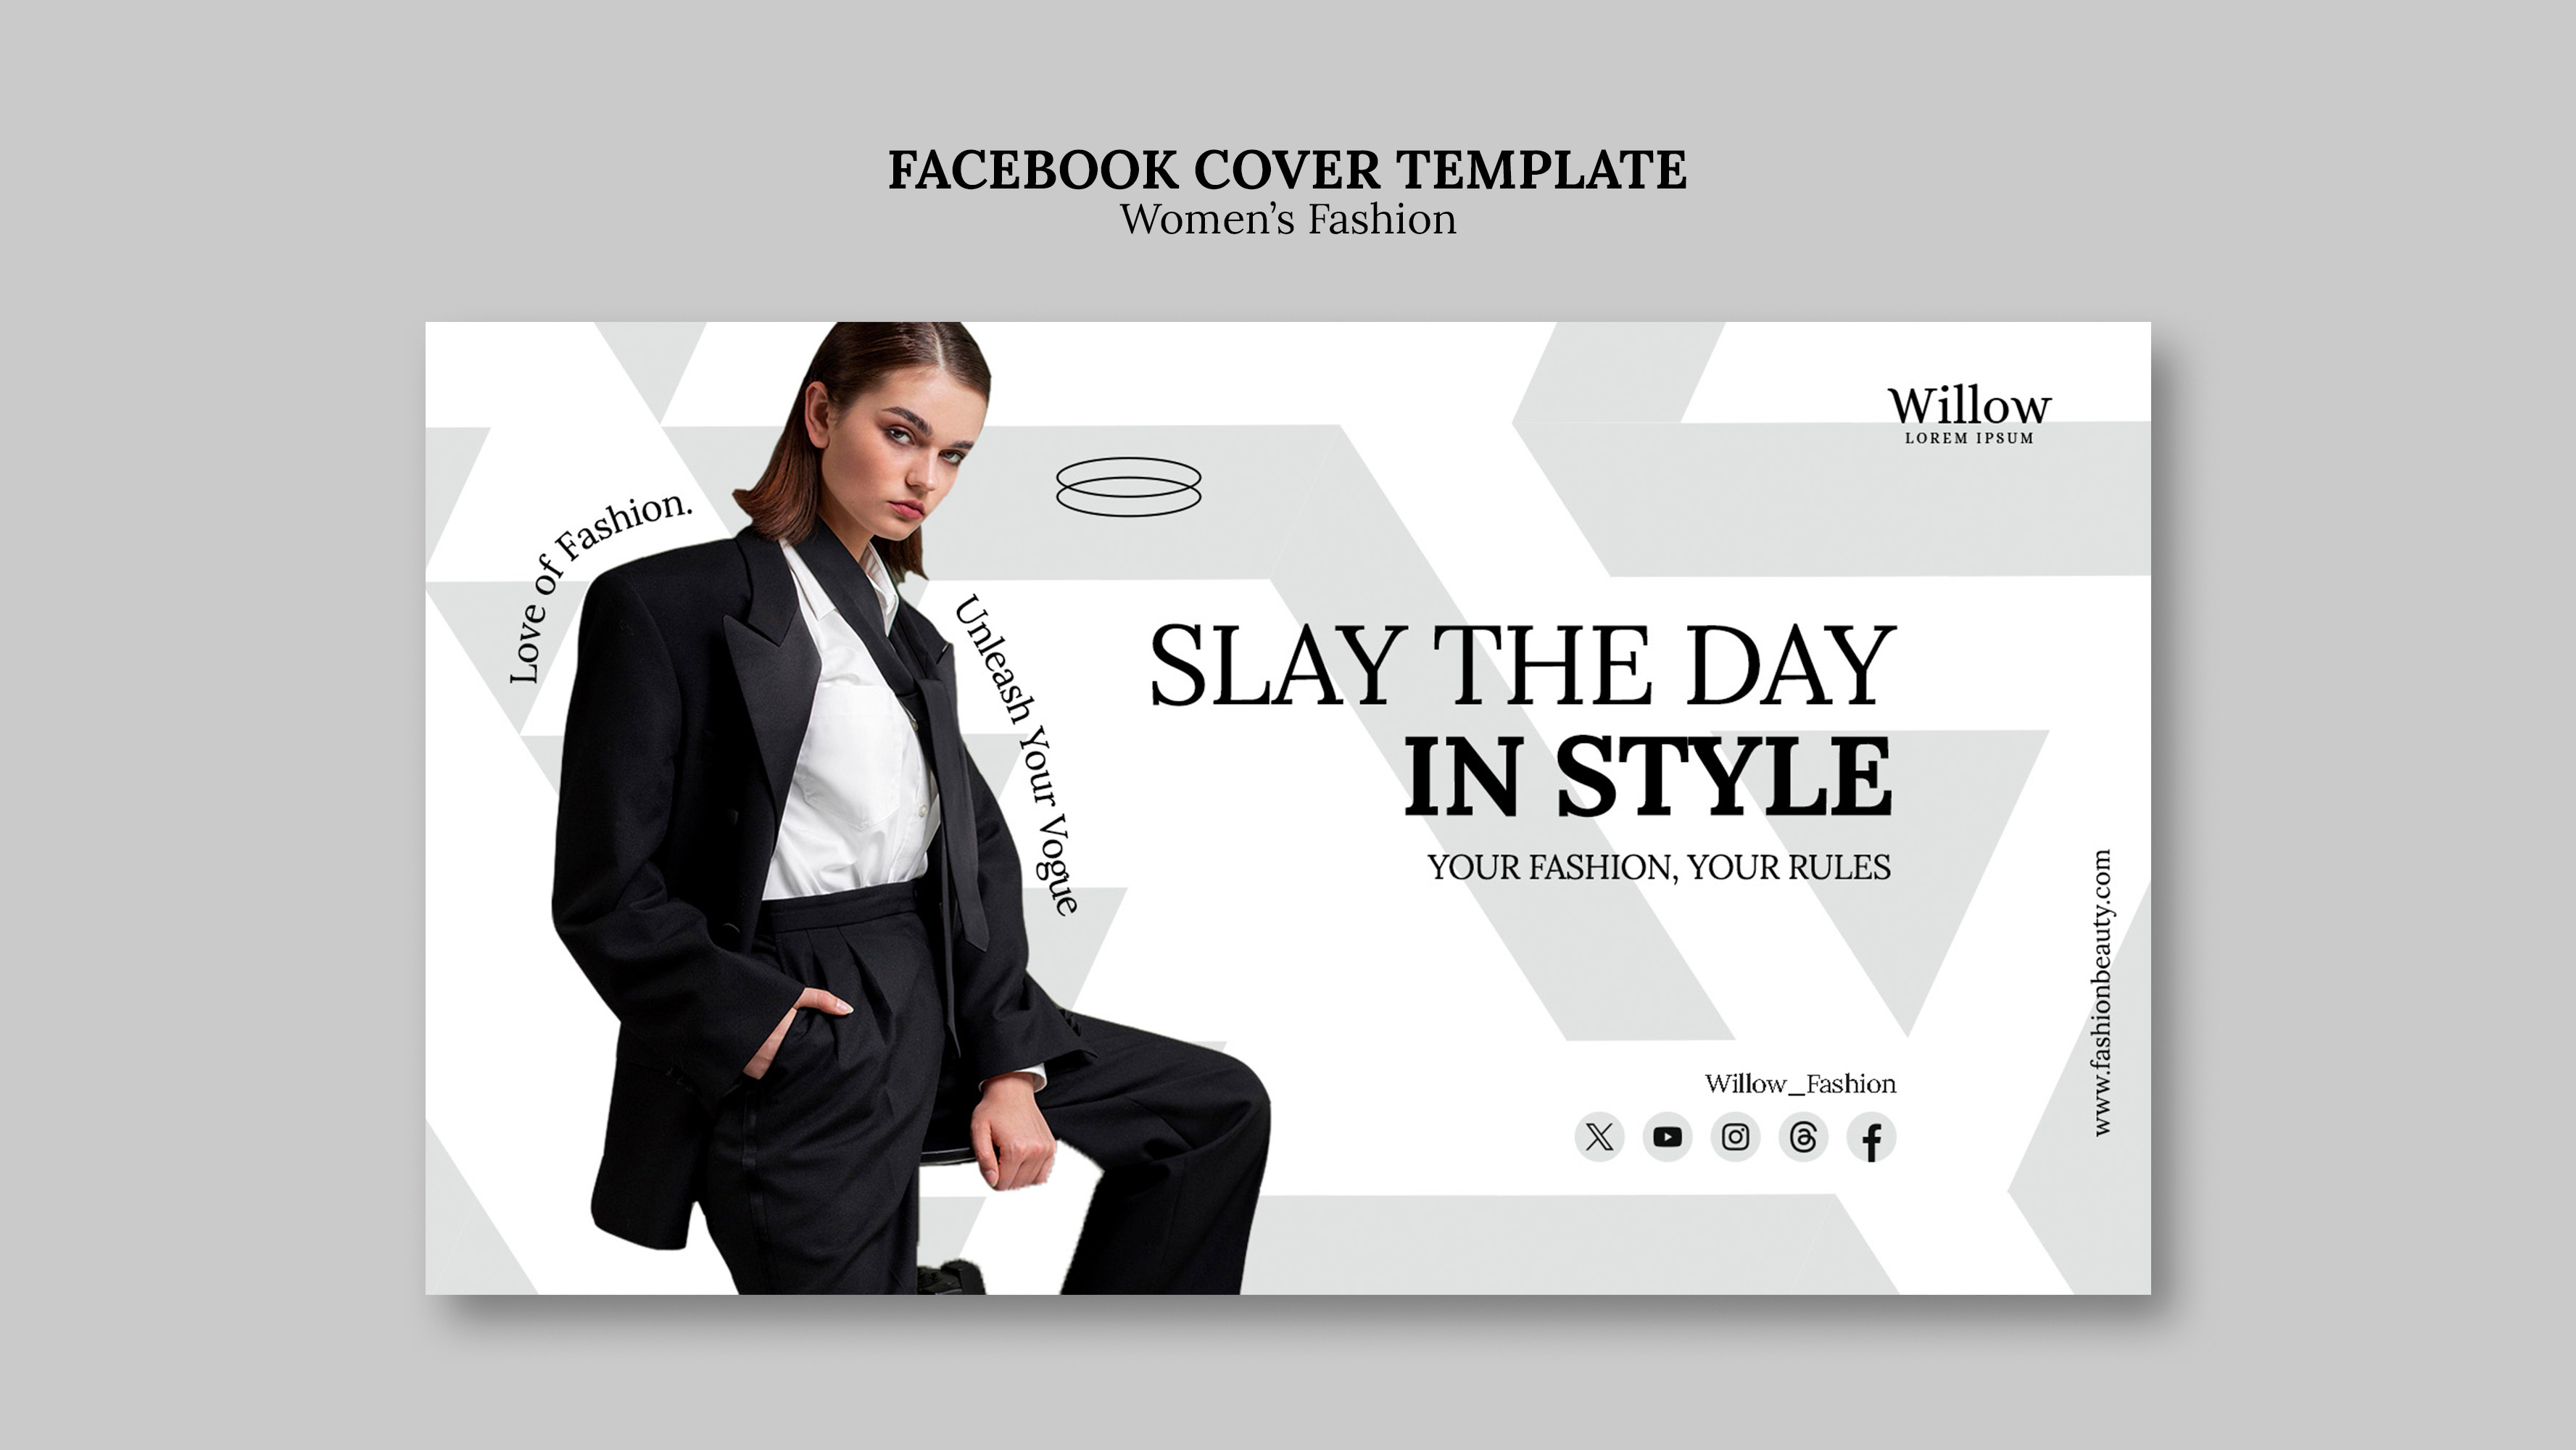 FACEBOOK COVER TEMPLATE
Women’s Fashion
Willow
LOREM IPSUM
Love of Fashion.
Unleash Your Vogue
SLAY THE DAY
IN STYLE
YOUR FASHION, YOUR RULES
www.fashionbeauty.com
Willow_Fashion